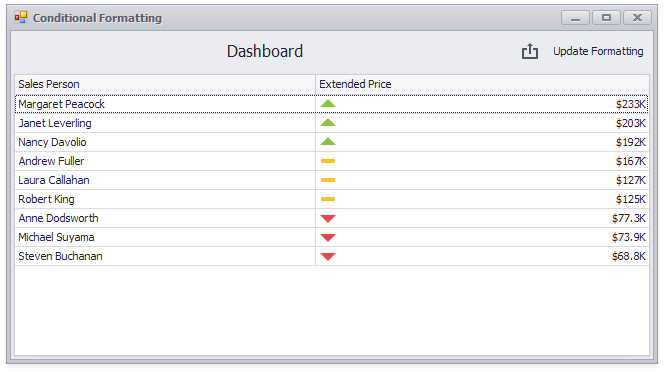 Conditional Formatting
Dashboard
Update Formatting
Sales Person Extended Price
Margaret Peacock $233K
Janet Leverling $203K
Nancy Davolio $192K
Andrew Fuller $167K
Laura Callahan $127K
Robert King $125K
Anne Dodsworth $77.3K
Michael Suyama $73.9K
Steven Buchanan $68.8K